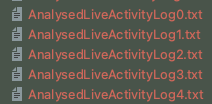 AnalysedLiveActivityLog0.txt
AnalysedLiveActivityLog1.txt
AnalysedLiveActivityLog2.txt
AnalysedLiveActivityLog3.txt
AnalysedLiveActivityLog4.txt